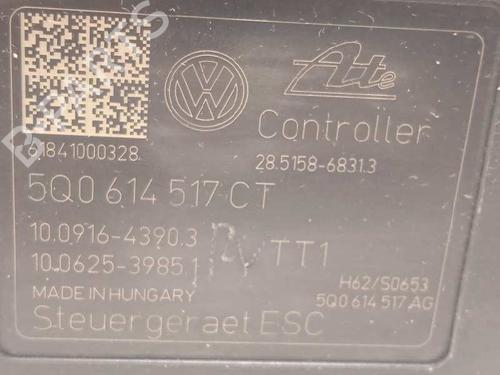 Ate
Controller
61841000328.
28.5158-6831.3
5Q0 614 517 CT
10.0916-4390.3
TT1
10.0625-3985.1
H62/S0653
MADE IN HUNGARY
5Q0 614 517 AG
Steuergeraet ESC